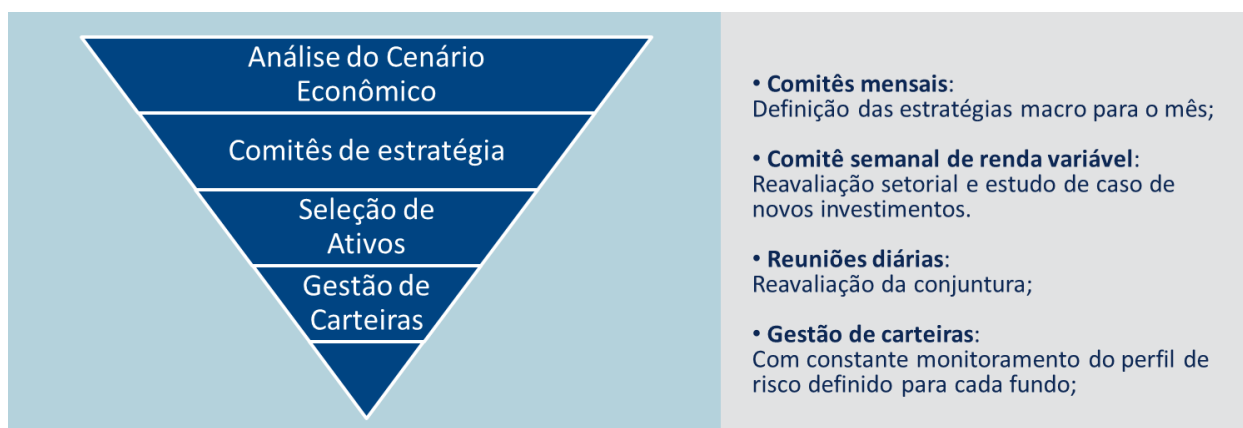 Análise do Cenário
Econômico
Comitês de estratégia
Seleção de
Ativos
Gestão de
Carteiras
• Comitês mensais:
Definição das estratégias macro para o mês;
• Comitê semanal de renda variável:
Reavaliação setorial e estudo de caso de
novos investimentos.
• Reuniões diárias:
Reavaliação da conjuntura;
• Gestão de carteiras:
Com constante monitoramento do perfil de
risco definido para cada fundo;